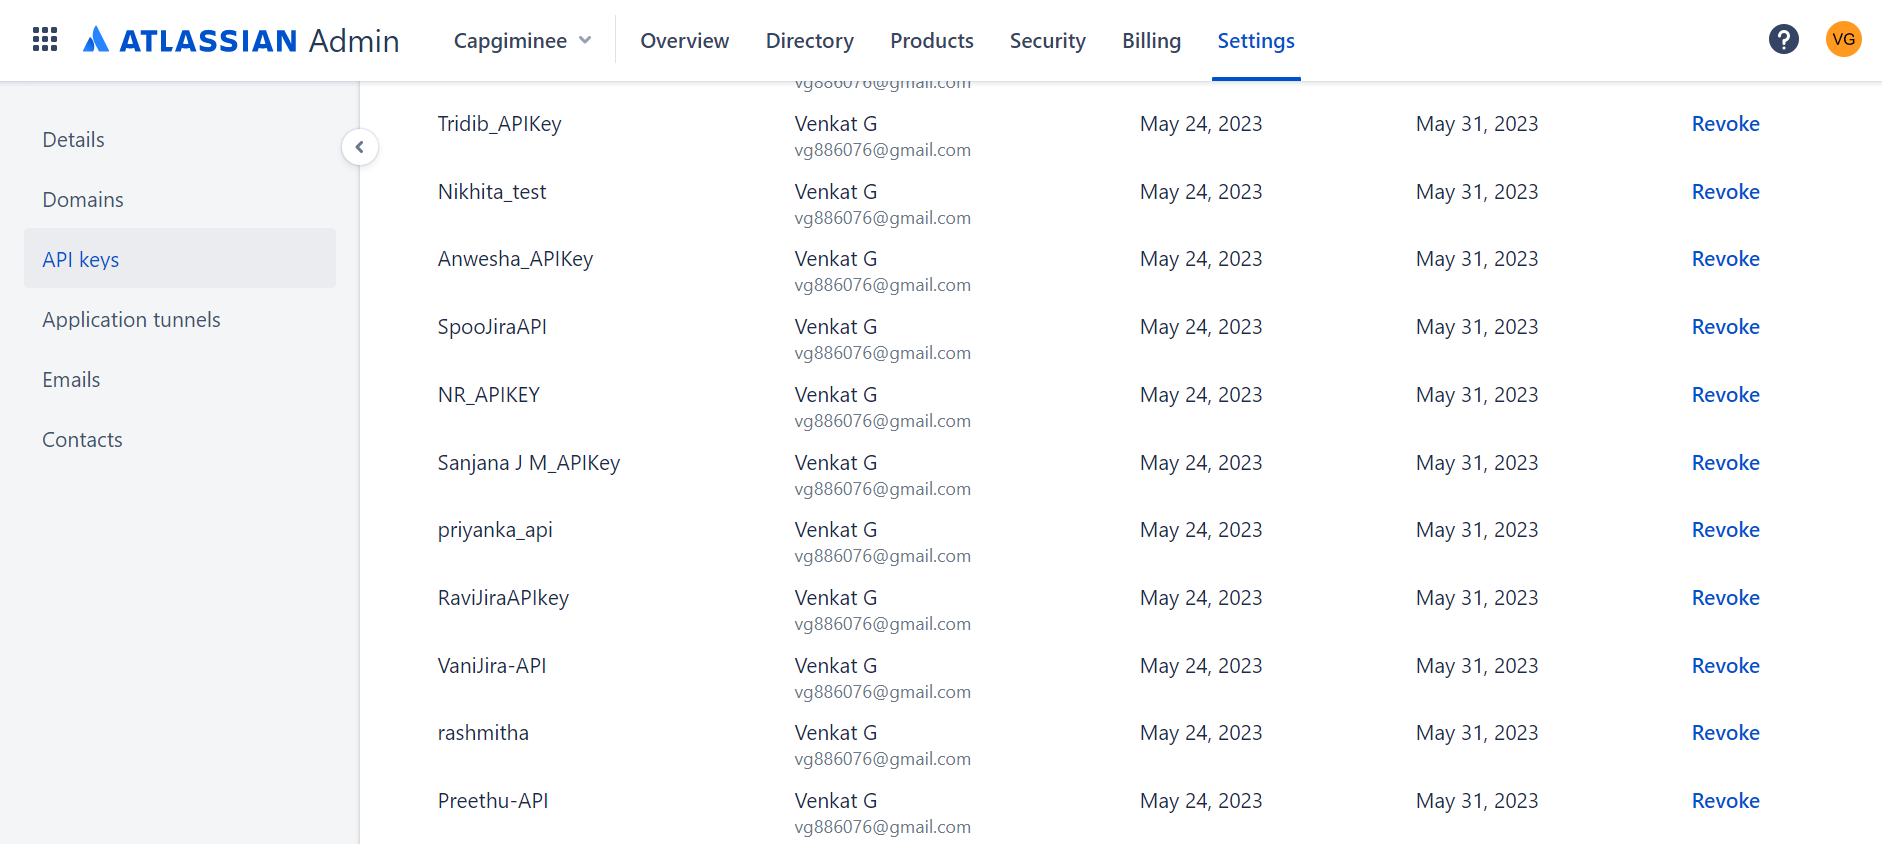 ATLASSIAN Admin Capgiminee Overview Directory Products Security Billing Settings ? VG
vg886076@gmail.com
Details
Domains
API keys
Application tunnels
Emails
Contacts
Tridib_APIKey Venkat G May 24, 2023 May 31, 2023 Revoke
vg886076@gmail.com
Nikhita_test Venkat G May 24, 2023 May 31, 2023 Revoke
vg886076@gmail.com
Anwesha_APIKey Venkat G May 24, 2023 May 31, 2023 Revoke
vg886076@gmail.com
SpooJiraAPI Venkat G May 24, 2023 May 31, 2023 Revoke
vg886076@gmail.com
NR_APIKEY Venkat G May 24, 2023 May 31, 2023 Revoke
vg886076@gmail.com
Sanjana J M_APIKey Venkat G May 24, 2023 May 31, 2023 Revoke
vg886076@gmail.com
priyanka_api Venkat G May 24, 2023 May 31, 2023 Revoke
vg886076@gmail.com
RaviJiraAPIkey Venkat G May 24, 2023 May 31, 2023 Revoke
vg886076@gmail.com
VaniJira-API Venkat G May 24, 2023 May 31, 2023 Revoke
vg886076@gmail.com
rashmitha Venkat G May 24, 2023 May 31, 2023 Revoke
vg886076@gmail.com
Preethu-API Venkat G May 24, 2023 May 31, 2023 Revoke
vg886076@gmail.com